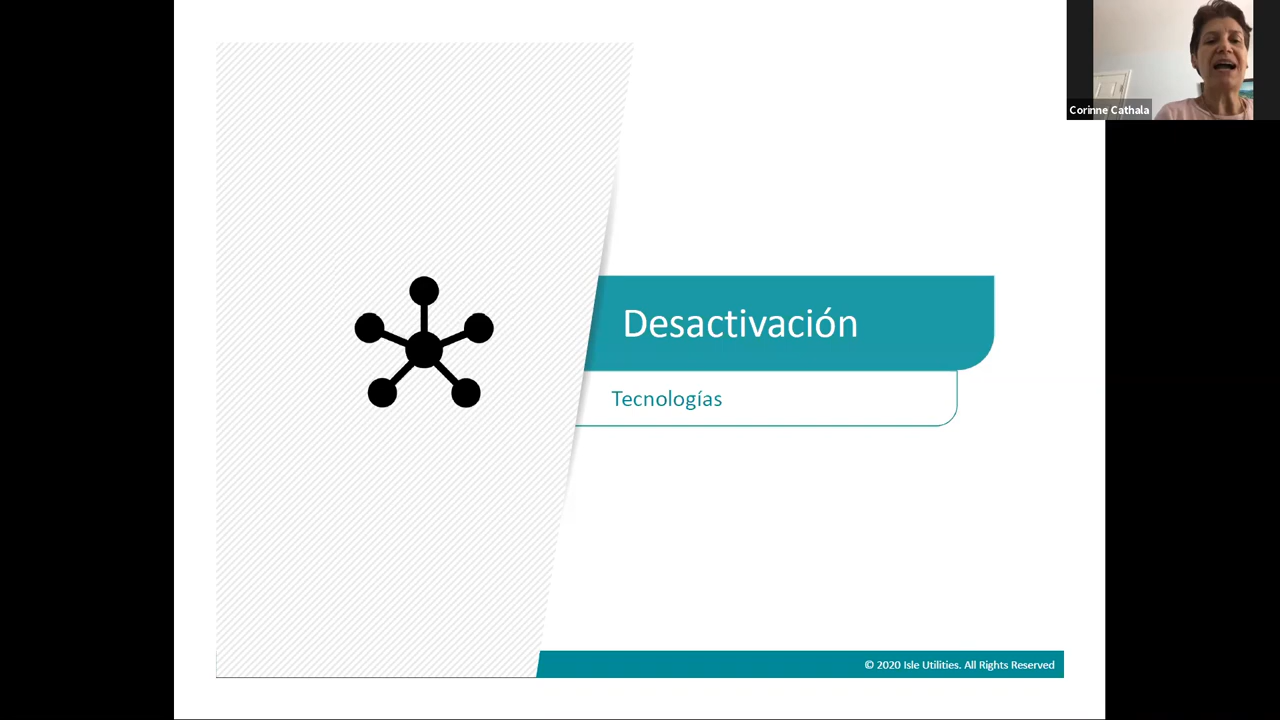 Corinne Cathala
Desactivación
Tecnologías
© 2020 Isle Utilities. All Rights Reserved